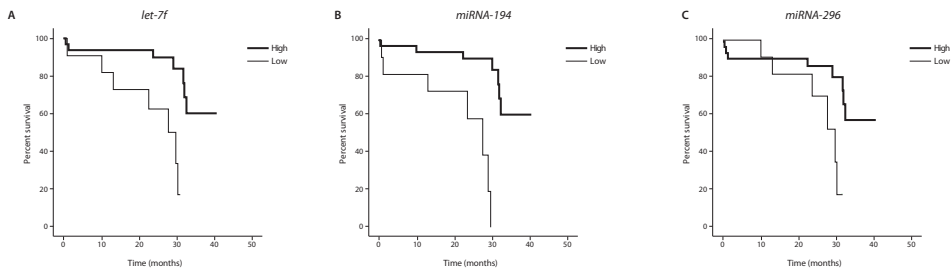 A
let-7f
100
80
60
40
20
0
Percent survival
0 10 20 30 40 50
Time (months)
High
Low
B
miRNA-194
100
80
60
40
20
0
Percent survival
0 10 20 30 40 50
Time (months)
High
Low
C
miRNA-296
100
80
60
40
20
0
Percent survival
0 10 20 30 40 50
Time (months)
High
Low